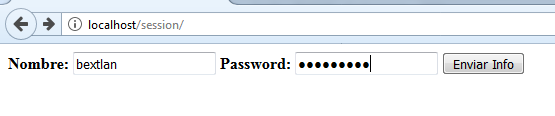 localhost/session/
Nombre: bextlan Password: ●●●●●●●●● Enviar Info